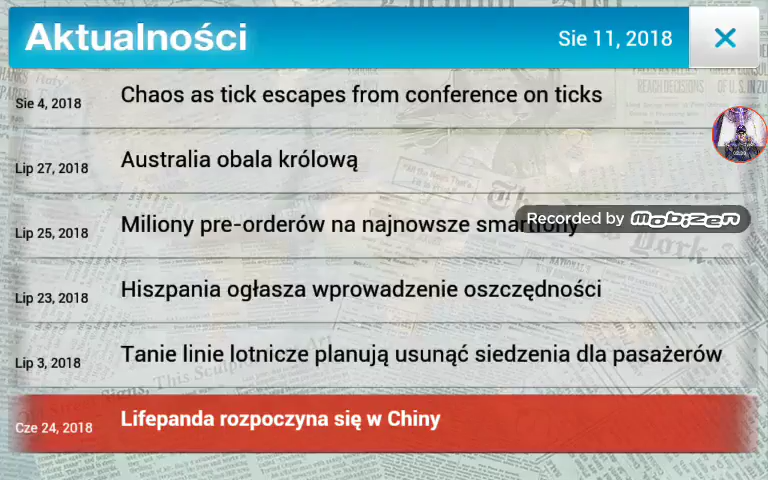 Aktualności
Sie 11, 2018
Sie 4, 2018 Chaos as tick escapes from conference on ticks
Lip 27, 2018 Australia obala królową
Lip 25, 2018 Miliony pre-orderów na najnowsze smartfony
Recorded by mobizen
Lip 23, 2018 Hiszpania ogłasza wprowadzenie oszczędności
Lip 3, 2018 Tanie linie lotnicze planują usunąć siedzenia dla pasażerów
Cze 24, 2018 Lifepanda rozpoczyna się w Chiny